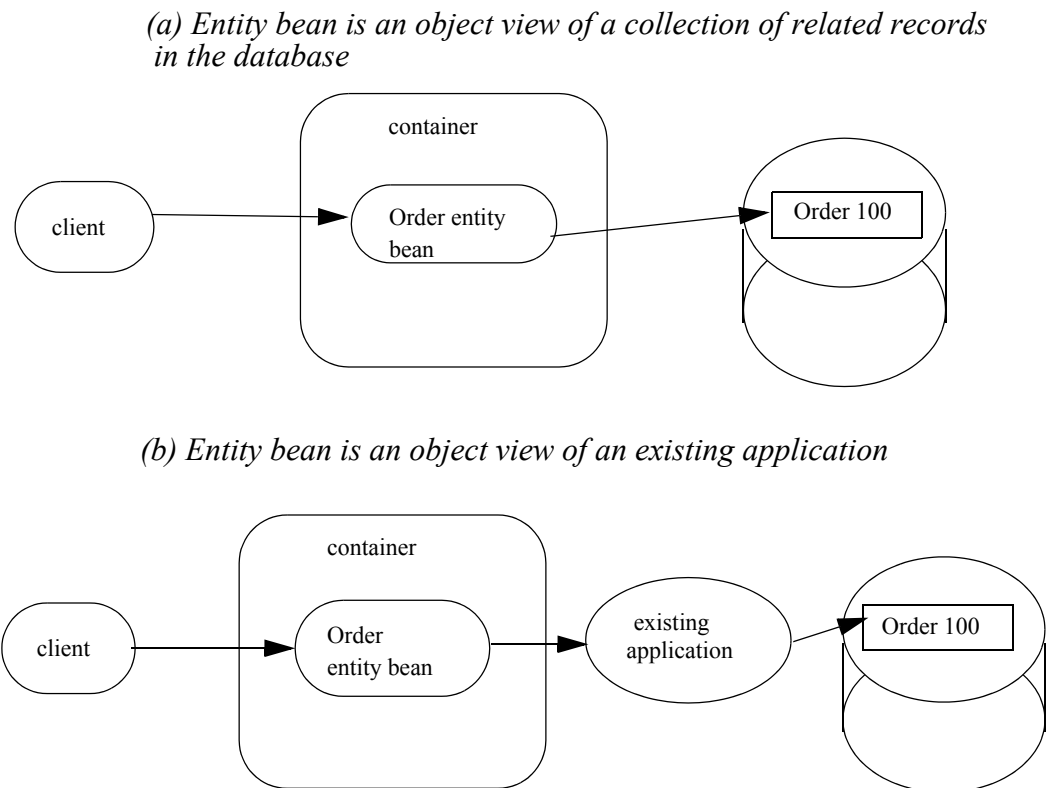 (a) Entity bean is an object view of a collection of related records
in the database
container
client
Order entity
bean
Order 100
(b) Entity bean is an object view of an existing application
container
client
Order
entity bean
existing
application
Order 100